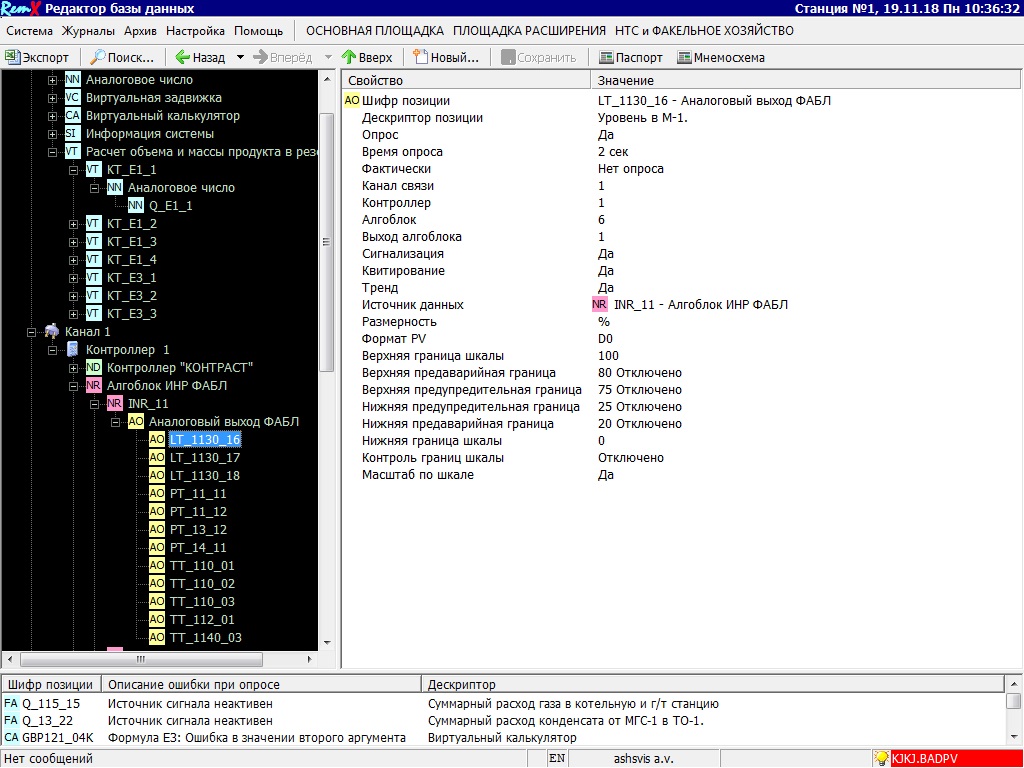 RemX Редактор базы данных Станция №1, 19.11.18 Пн 10:36:32
Система Журналы Архив Настройка Помощь ОСНОВНАЯ ПЛОЩАДКА ПЛОЩАДКА РАСШИРЕНИЯ НТС и ФАКЕЛЬНОЕ ХОЗЯЙСТВО
Экспорт Поиск... Назад Вперёд Вверх Новый... Сохранить Паспорт Мнемосхема
NN Аналоговое число
VC Виртуальная задвижка
CA Виртуальный калькулятор
SI Информация системы
VT Расчет объема и массы продукта в рез
VT KT_E1_1
NN Аналоговое число
NN Q_E1_1
VT KT_E1_2
VT KT_E1_3
VT KT_E1_4
VT KT_E3_1
VT KT_E3_2
VT KT_E3_3
Канал 1
Контроллер 1
ND Контроллер "КОНТРАСТ"
NR Алгоблок ИНР ФАБЛ
NR INR_11
AO Аналоговый выход ФАБЛ
AO LT_1130_16
AO LT_1130_17
AO LT_1130_18
AO PT_11_11
AO PT_11_12
AO PT_13_12
AO PT_14_11
AO TT_110_01
AO TT_110_02
AO TT_110_03
AO TT_112_01
AO TT_1140_03
Свойство Значение
AO Шифр позиции LT_1130_16 - Аналоговый выход ФАБЛ
Дескриптор позиции Уровень в М-1.
Опрос Да
Время опроса 2 сек
Фактически Нет опроса
Канал связи 1
Контроллер 1
Алгоблок 6
Выход алгоблока 1
Сигнализация Да
Квитирование Да
Тренд Да
Источник данных NR INR_11 - Алгоблок ИНР ФАБЛ
Размерность %
Формат PV D0
Верхняя граница шкалы 100
Верхняя предаварийная граница 80 Отключено
Верхняя предупредительная граница 75 Отключено
Нижняя предупредительная граница 25 Отключено
Нижняя предаварийная граница 20 Отключено
Нижняя граница шкалы 0
Контроль границ шкалы Отключено
Масштаб по шкале Да
Шифр позиции Описание ошибки при опросе Дескриптор
FA Q_115_15 Источник сигнала неактивен Суммарный расход газа в котельную и г/т станцию
FA Q_13_22 Источник сигнала неактивен Суммарный расход конденсата от МГС-1 в ТО-1.
CA GBP121_04K Формула E3: Ошибка в значении второго аргумента Виртуальный калькулятор
Нет сообщений EN ashsvis a.v. KJKJ.BADPV